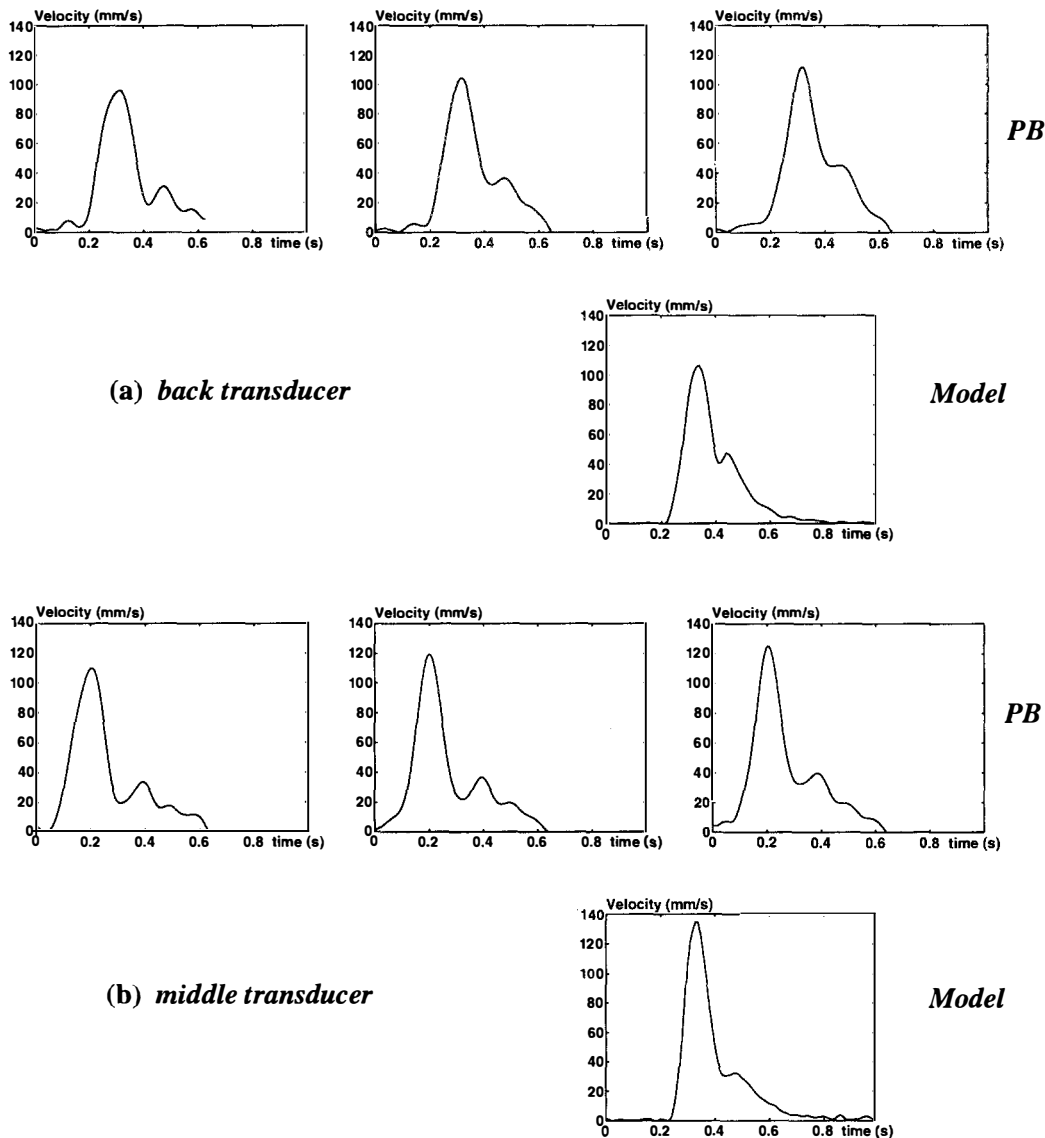 Velocity (mm/s) Velocity (mm/s) Velocity (mm/s)
140 140 140
120 120 120
100 100 100
80 80 80
60 60 60
40 40 40
20 20 20
0 0 0
0 0.2 0.4 0.6 0.8 time (s) 0 0.2 0.4 0.6 0.8 time (s) 0 0.2 0.4 0.6 0.8 time (s)
PB
Velocity (mm/s)
140
120
100
80
60
40
20
0
0 0.2 0.4 0.6 0.8 time (s)
(a) back transducer
Model
Velocity (mm/s) Velocity (mm/s) Velocity (mm/s)
140 140 140
120 120 120
100 100 100
80 80 80
60 60 60
40 40 40
20 20 20
0 0 0
0 0.2 0.4 0.6 0.8 time (s) 0 0.2 0.4 0.6 0.8 time (s) 0 0.2 0.4 0.6 0.8 time (s)
PB
Velocity (mm/s)
140
120
100
80
60
40
20
0
0 0.2 0.4 0.6 0.8 time (s)
(b) middle transducer
Model